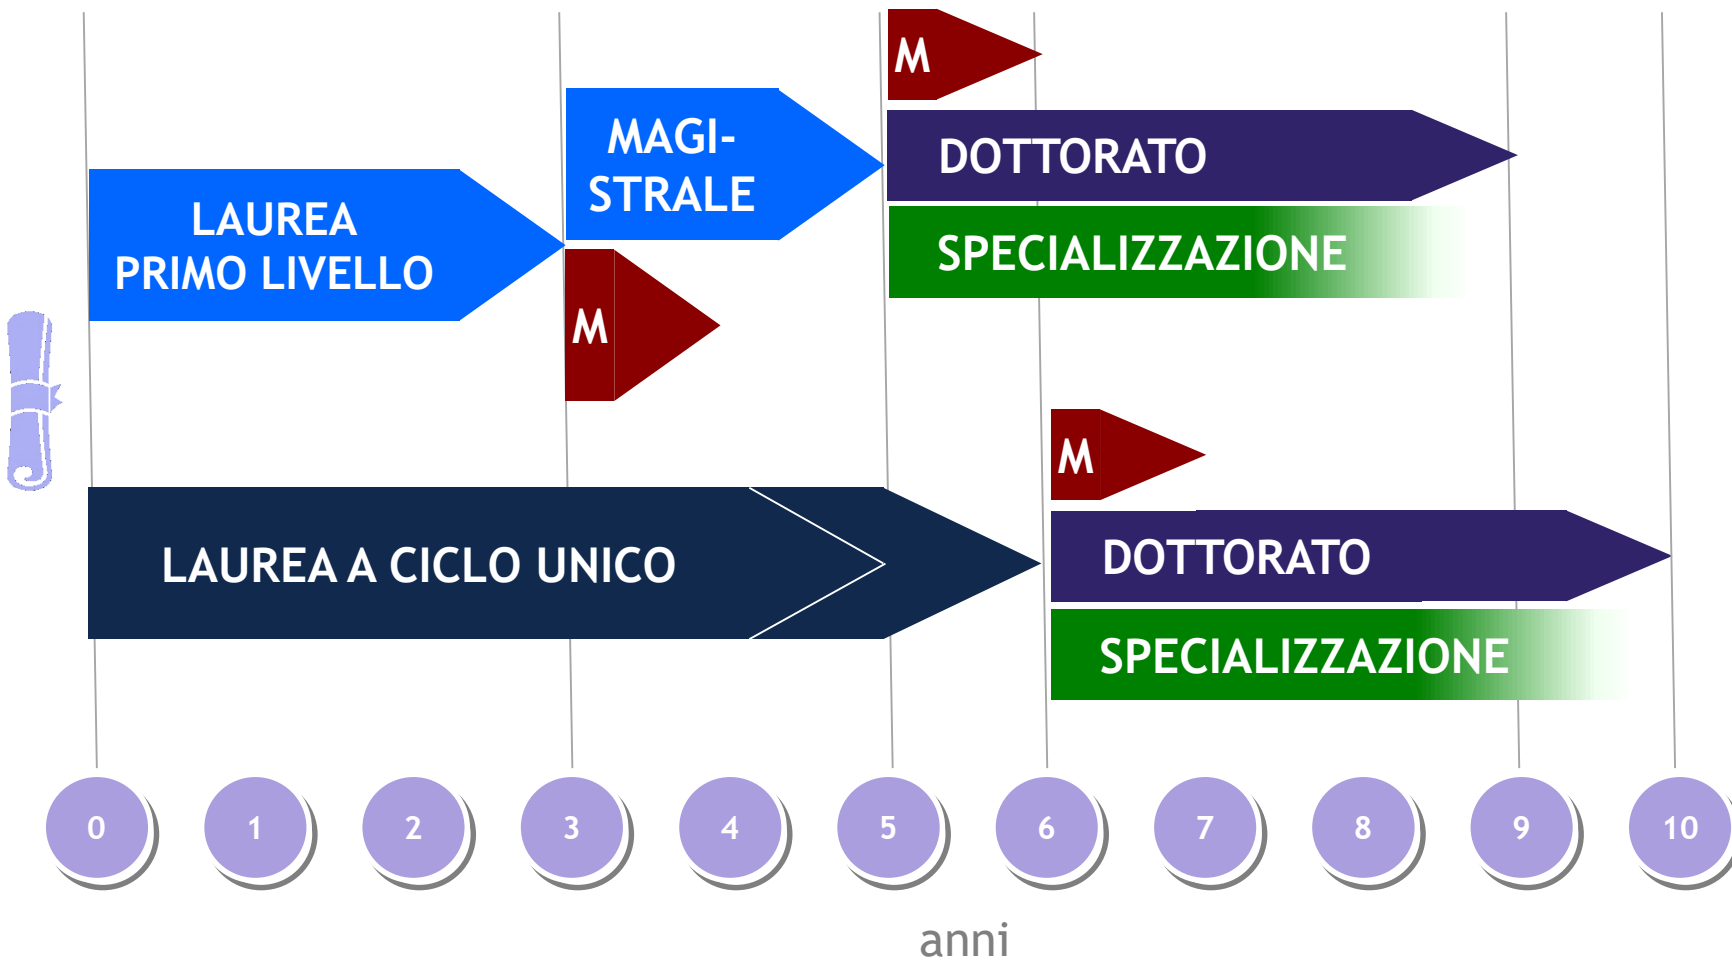 M
MAGI-
STRALE
DOTTORATO
LAUREA
PRIMO LIVELLO
SPECIALIZZAZIONE
M
M
LAUREA A CICLO UNICO
DOTTORATO
SPECIALIZZAZIONE
0 1 2 3 4 5 6 7 8 9 10
anni